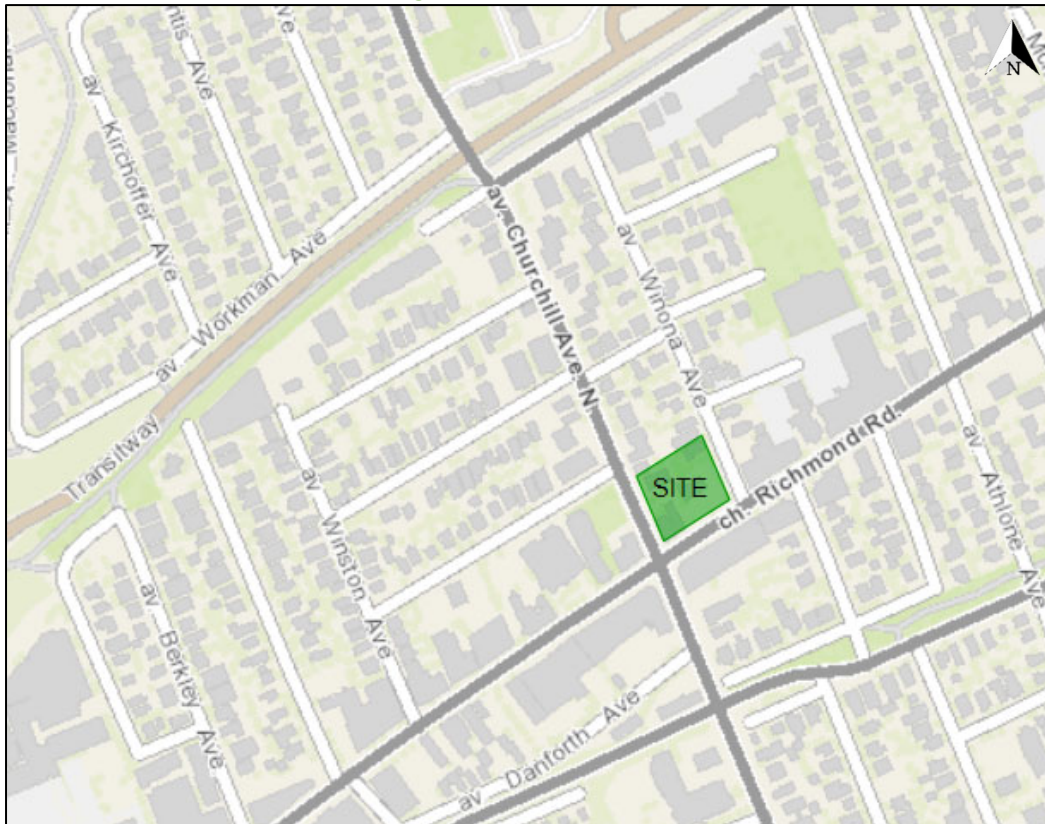 N
av Kirchoffer Ave
av Workman Ave
Transitway
av. Churchill Ave. N.
av Winona Ave
SITE
ch. Richmond Rd.
av Athlone Ave
av Winston Ave
av Berkley Ave
av Danforth Ave